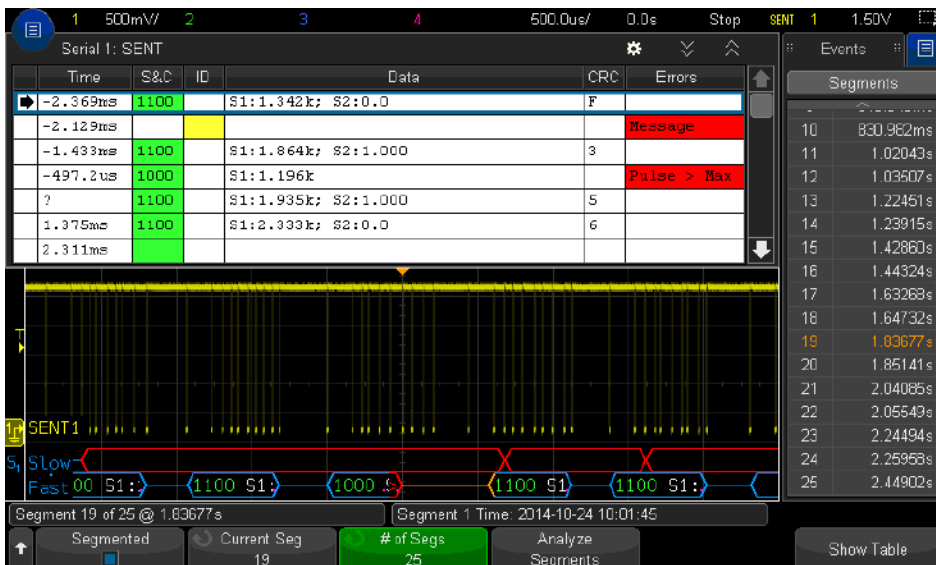 1 500mV/ 2 3 4 500.0us/ 0.0s Stop SENT 1 1.50V
Serial 1: SENT
Events
Time S&C ID Data CRC Errors
Segments
-2.369ms 1100 S1:1.342k; S2:0.0 F
-2.129ms Message
-1.433ms 1100 S1:1.864k; S2:1.000 3
-497.2us 1000 S1:1.196k Pulse > Max
? 1100 S1:1.935k; S2:1.000 5
1.375ms 1100 S1:2.333k; S2:0.0 6
2.311ms
10 830.982ms
11 1.02043s
12 1.03507s
13 1.22451s
14 1.23915s
15 1.42860s
16 1.44324s
17 1.63268s
18 1.64732s
19 1.83677s
20 1.85141s
21 2.04085s
22 2.05549s
23 2.24494s
24 2.25958s
25 2.44902s
T
SENT1
S1 Slow
Fast 00 S1: 1100 S1: 1000 1100 S1 1100 S1:
Segment 19 of 25 @ 1.83677s
Segment 1 Time: 2014-10-24 10:01:45
Segmented
Current Seg
19
# of Segs
25
Analyze
Segments
Show Table